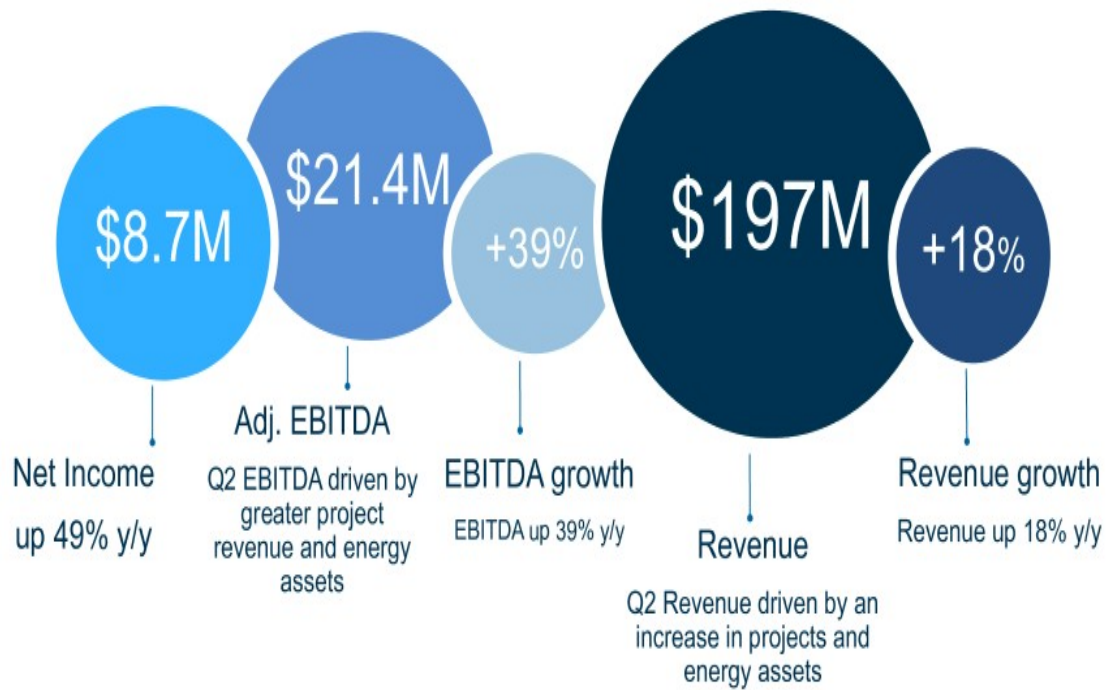 $8.7M
$21.4M
+39%
$197M
+18%
Net Income
up 49% y/y
Adj. EBITDA
Q2 EBITDA driven by
greater project
revenue and energy
assets
EBITDA growth
EBITDA up 39% y/y
Revenue
Q2 Revenue driven by an
increase in projects and
energy assets
Revenue growth
Revenue up 18% y/y